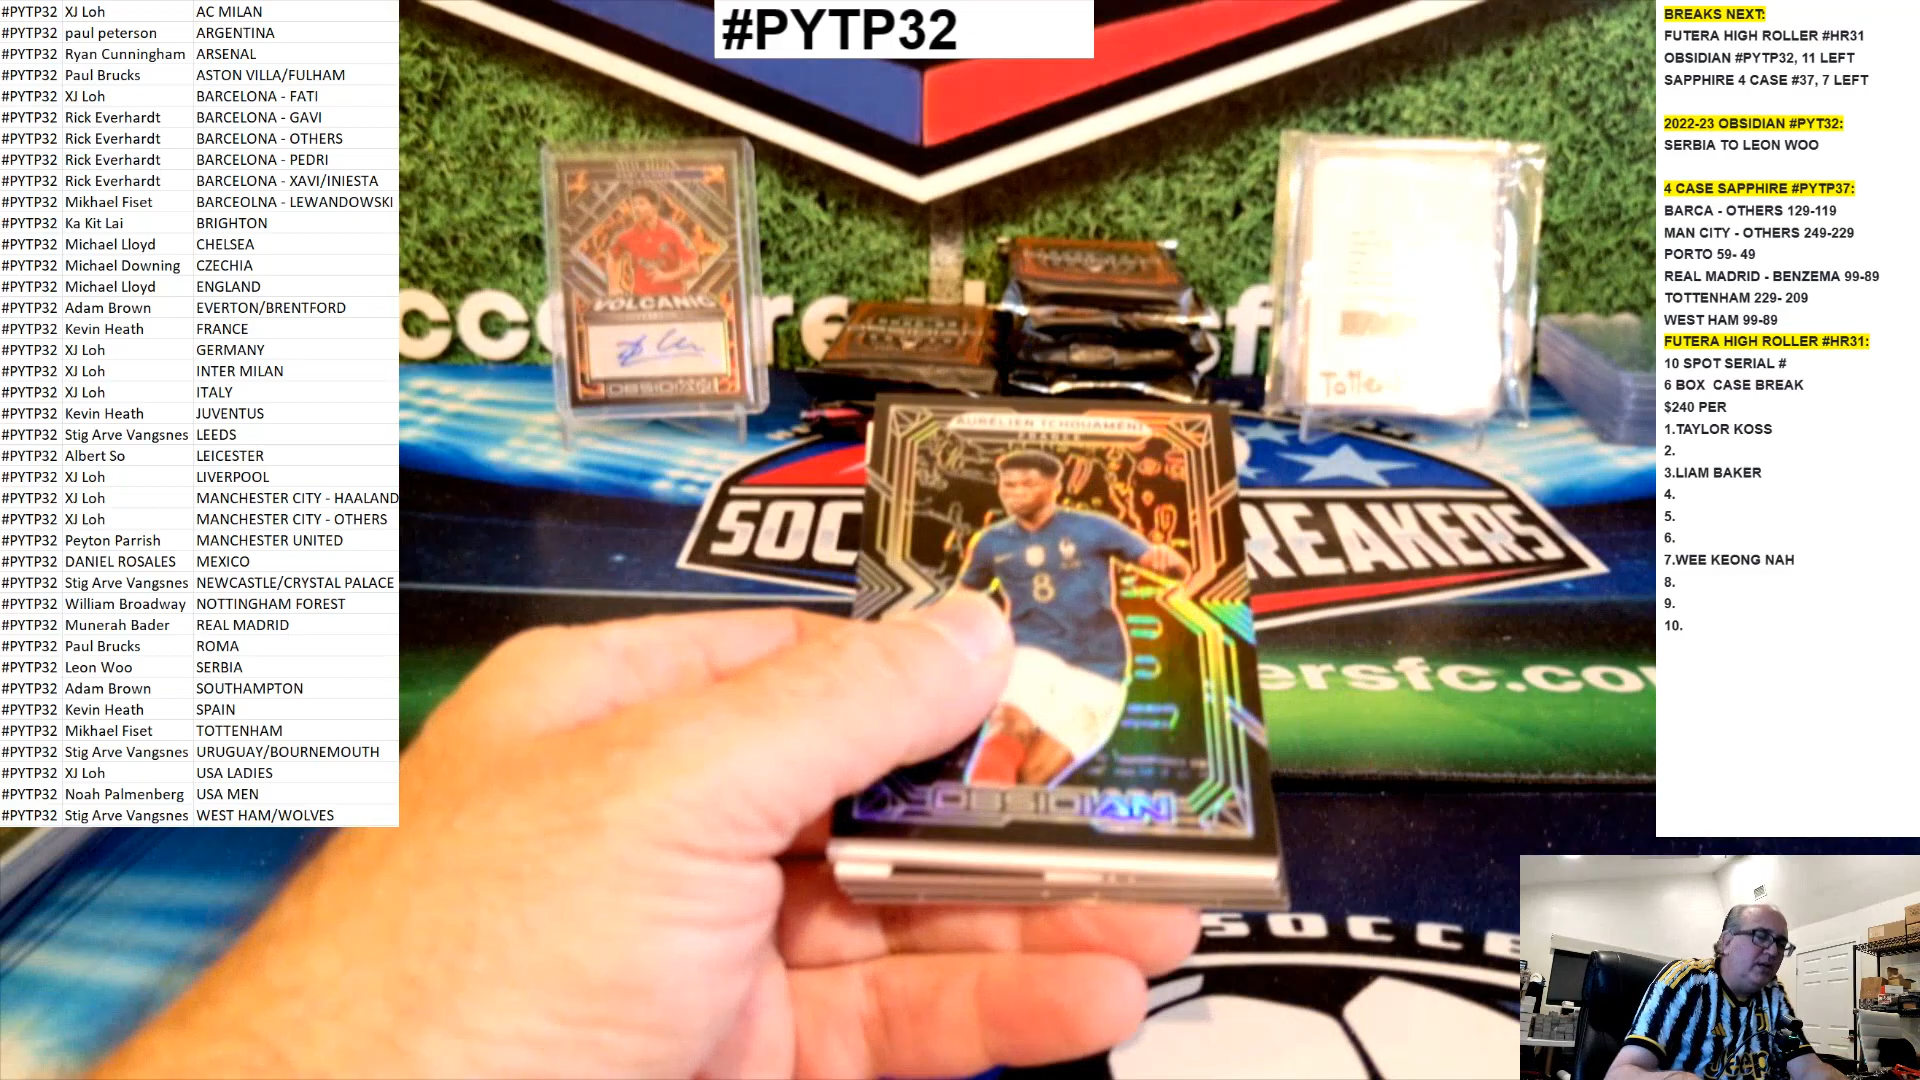 #PYTP32 XJ Loh AC MILAN
#PYTP32 paul peterson ARGENTINA
#PYTP32 Ryan Cunningham ARSENAL
#PYTP32 Paul Brucks ASTON VILLA/FULHAM
#PYTP32 XJ Loh BARCELONA - FATI
#PYTP32 Rick Everhardt BARCELONA - GAVI
#PYTP32 Rick Everhardt BARCELONA - OTHERS
#PYTP32 Rick Everhardt BARCELONA - PEDRI
#PYTP32 Rick Everhardt BARCELONA - XAVI/INIESTA
#PYTP32 Mikhael Fiset BARCEOLNA - LEWANDOWSKI
#PYTP32 Ka Kit Lai BRIGHTON
#PYTP32 Michael Lloyd CHELSEA
#PYTP32 Michael Downing CZECHIA
#PYTP32 Michael Lloyd ENGLAND
#PYTP32 Adam Brown EVERTON/BRENTFORD
#PYTP32 Kevin Heath FRANCE
#PYTP32 XJ Loh GERMANY
#PYTP32 XJ Loh INTER MILAN
#PYTP32 XJ Loh ITALY
#PYTP32 Kevin Heath JUVENTUS
#PYTP32 Stig Arve Vangsnes LEEDS
#PYTP32 Albert So LEICESTER
#PYTP32 XJ Loh LIVERPOOL
#PYTP32 XJ Loh MANCHESTER CITY - HAALAND
#PYTP32 XJ Loh MANCHESTER CITY - OTHERS
#PYTP32 Peyton Parrish MANCHESTER UNITED
#PYTP32 DANIEL ROSALES MEXICO
#PYTP32 Stig Arve Vangsnes NEWCASTLE/CRYSTAL PALACE
#PYTP32 William Broadway NOTTINGHAM FOREST
#PYTP32 Munerah Bader REAL MADRID
#PYTP32 Paul Brucks ROMA
#PYTP32 Leon Woo SERBIA
#PYTP32 Adam Brown SOUTHAMPTON
#PYTP32 Kevin Heath SPAIN
#PYTP32 Mikhael Fiset TOTTENHAM
#PYTP32 Stig Arve Vangsnes URUGUAY/BOURNEMOUTH
#PYTP32 XJ Loh USA LADIES
#PYTP32 Noah Palmenberg USA MEN
#PYTP32 Stig Arve Vangsnes WEST HAM/WOLVES
#PYTP32
VOLCANIC
OBSIDIAN
AURÉLIEN TCHOUAMÉNI
FRANCE
8
OBSIDIAN
SOC
REAKERS
ersfc.co
SOCCE
Jeep
BREAKS NEXT:
FUTERA HIGH ROLLER #HR31
OBSIDIAN #PYTP32, 11 LEFT
SAPPHIRE 4 CASE #37, 7 LEFT
2022-23 OBSIDIAN #PYT32:
SERBIA TO LEON WOO
4 CASE SAPPHIRE #PYTP37:
BARCA - OTHERS 129-119
MAN CITY - OTHERS 249-229
PORTO 59- 49
REAL MADRID - BENZEMA 99-89
TOTTENHAM 229- 209
WEST HAM 99-89
FUTERA HIGH ROLLER #HR31:
10 SPOT SERIAL #
6 BOX CASE BREAK
$240 PER
1.TAYLOR KOSS
2.
3.LIAM BAKER
4.
5.
6.
7.WEE KEONG NAH
8.
9.
10.